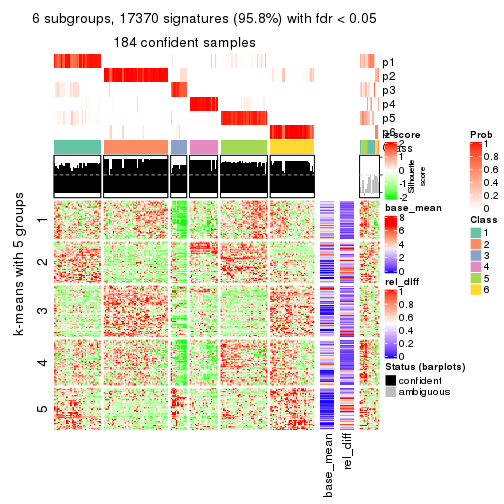 6 subgroups, 17370 signatures (95.8%) with fdr < 0.05
184 confident samples
p1
p2
p3
p4
p5
p6
Class
z_score
2
1
0
-1
-2
Silhouette
score
Prob
1
0.8
0.6
0.4
0.2
0
base_mean
8
6
4
2
0
Class
1
2
3
4
5
6
rel_diff
1
0.8
0.6
0.4
0.2
0
Status (barplots)
confident
ambiguous
k-means with 5 groups
1
2
3
4
5
base_mean
rel_diff